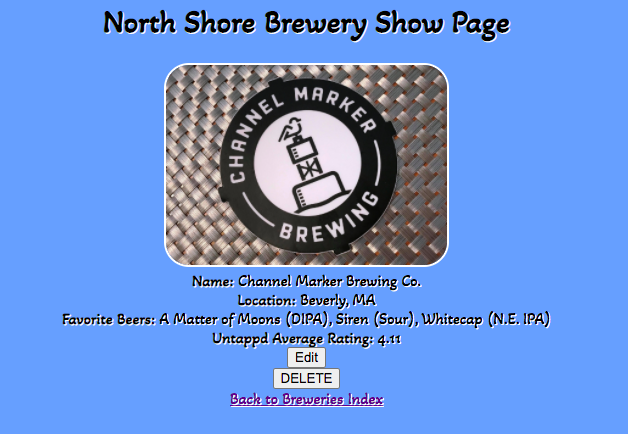 North Shore Brewery Show Page
CHANNEL MARKER
BREWING
Name: Channel Marker Brewing Co.
Location: Beverly, MA
Favorite Beers: A Matter of Moons (DIPA), Siren (Sour), Whitecap (N.E. IPA)
Untappd Average Rating: 4.11
Edit
DELETE
Back to Breweries Index